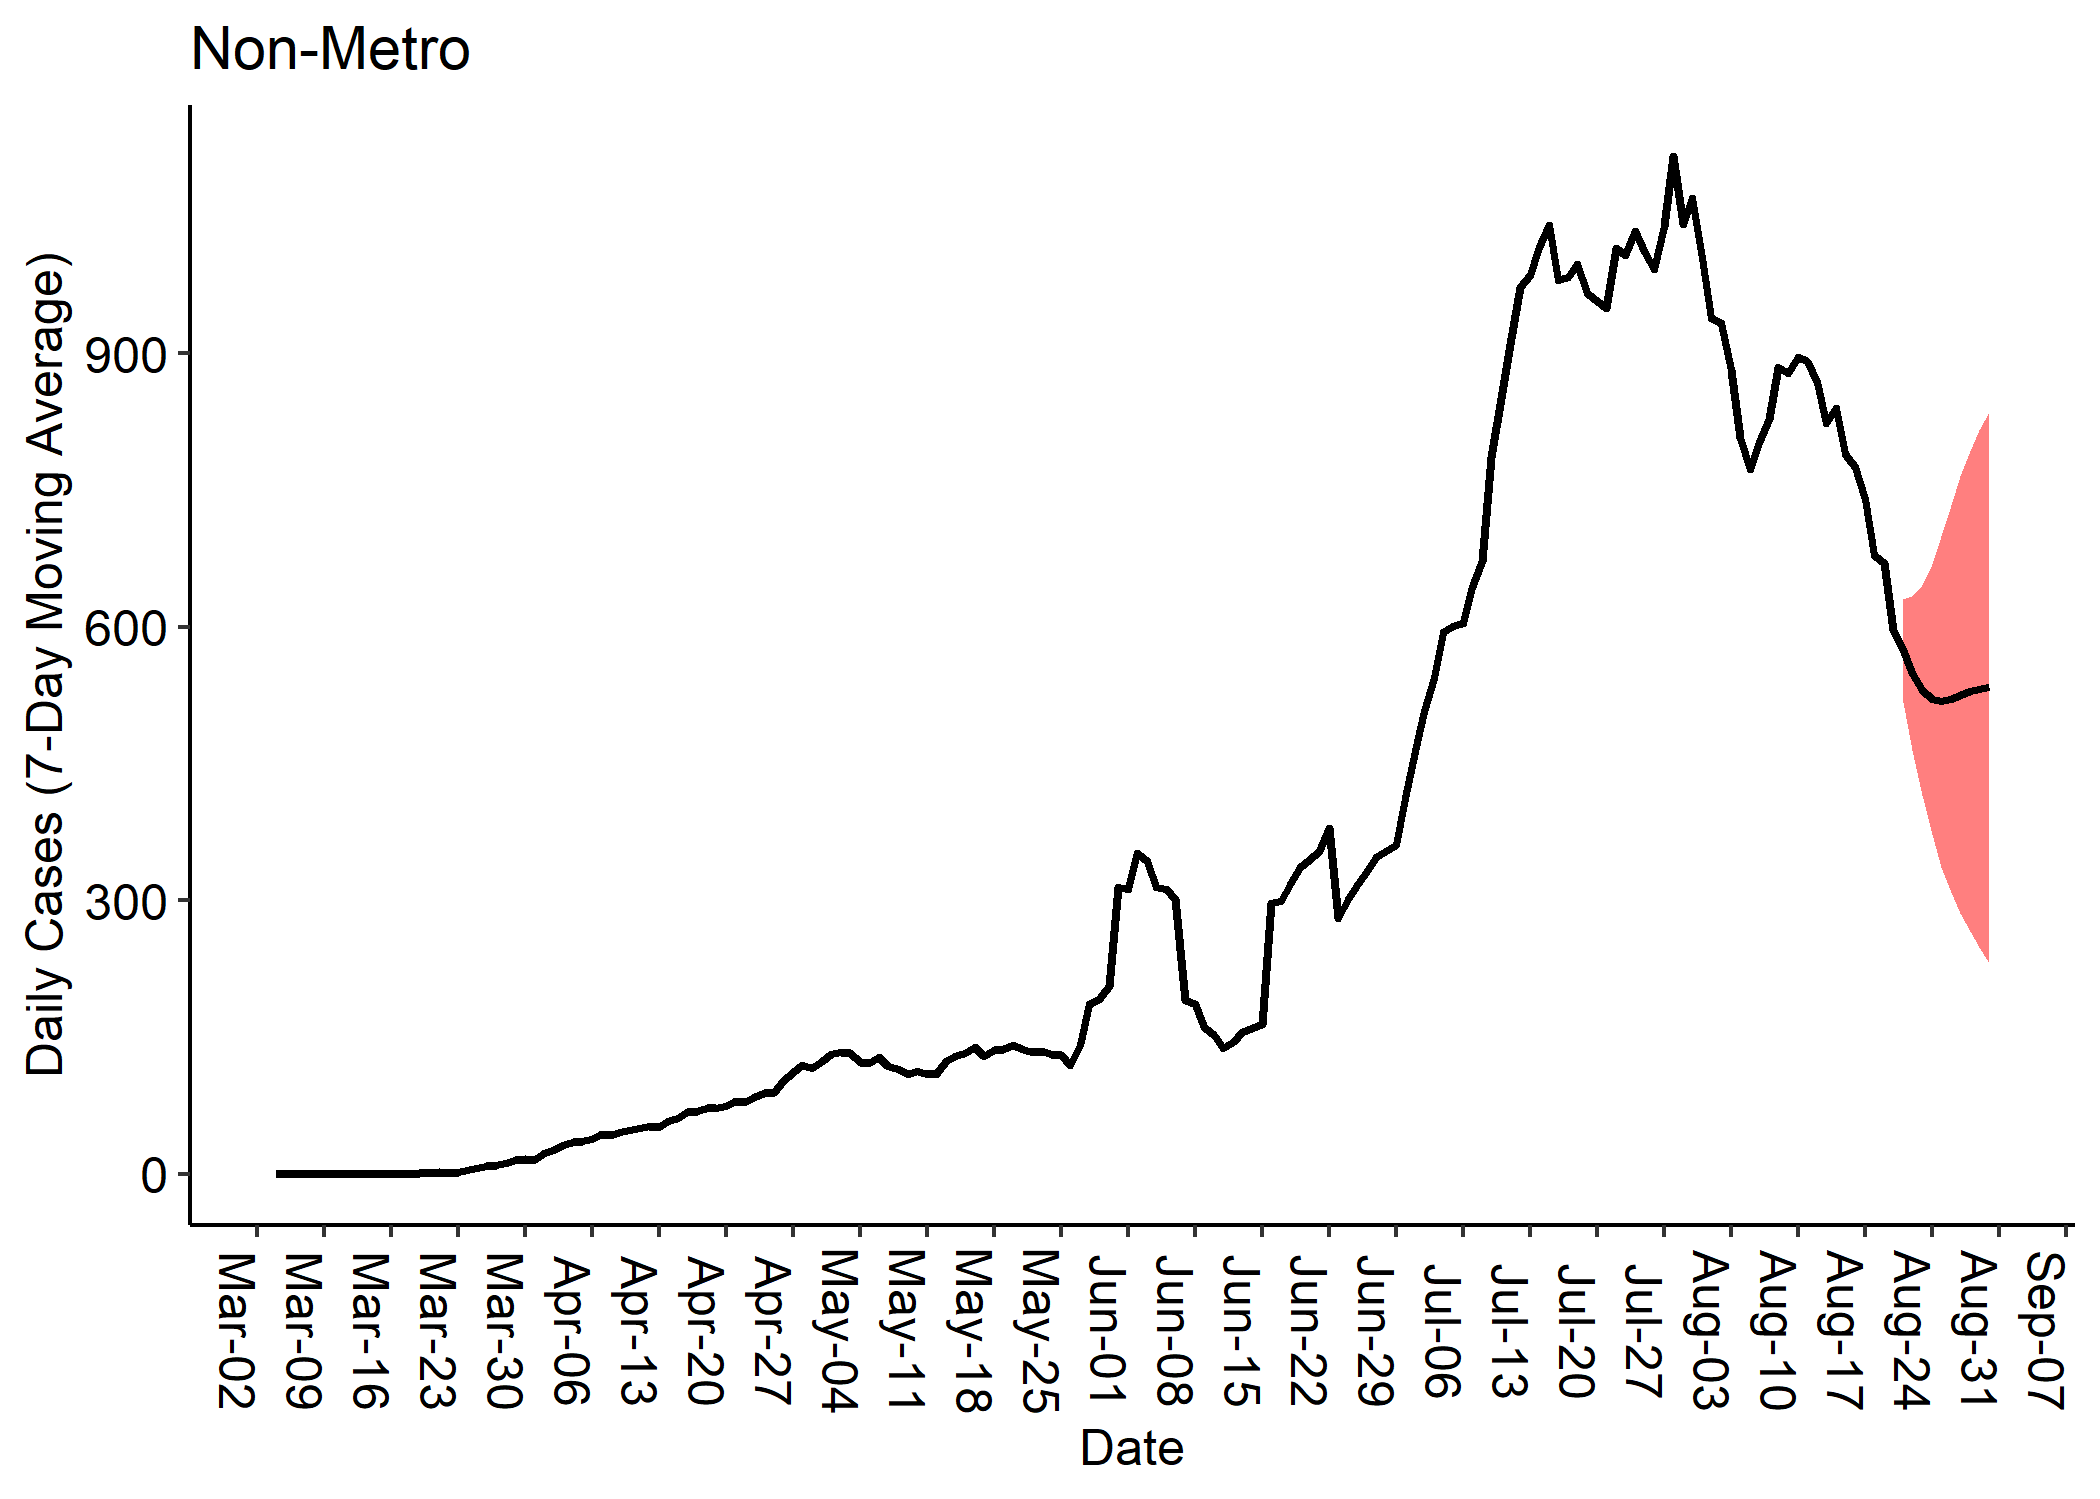 Non-Metro
Daily Cases (7-Day Moving Average)
900
600
300
0
Mar-02
Mar-09
Mar-16
Mar-23
Mar-30
Apr-06
Apr-13
Apr-20
Apr-27
May-04
May-11
May-18
May-25
Jun-01
Jun-08
Jun-15
Jun-22
Jun-29
Jul-06
Jul-13
Jul-20
Jul-27
Aug-03
Aug-10
Aug-17
Aug-24
Aug-31
Sep-07
Date